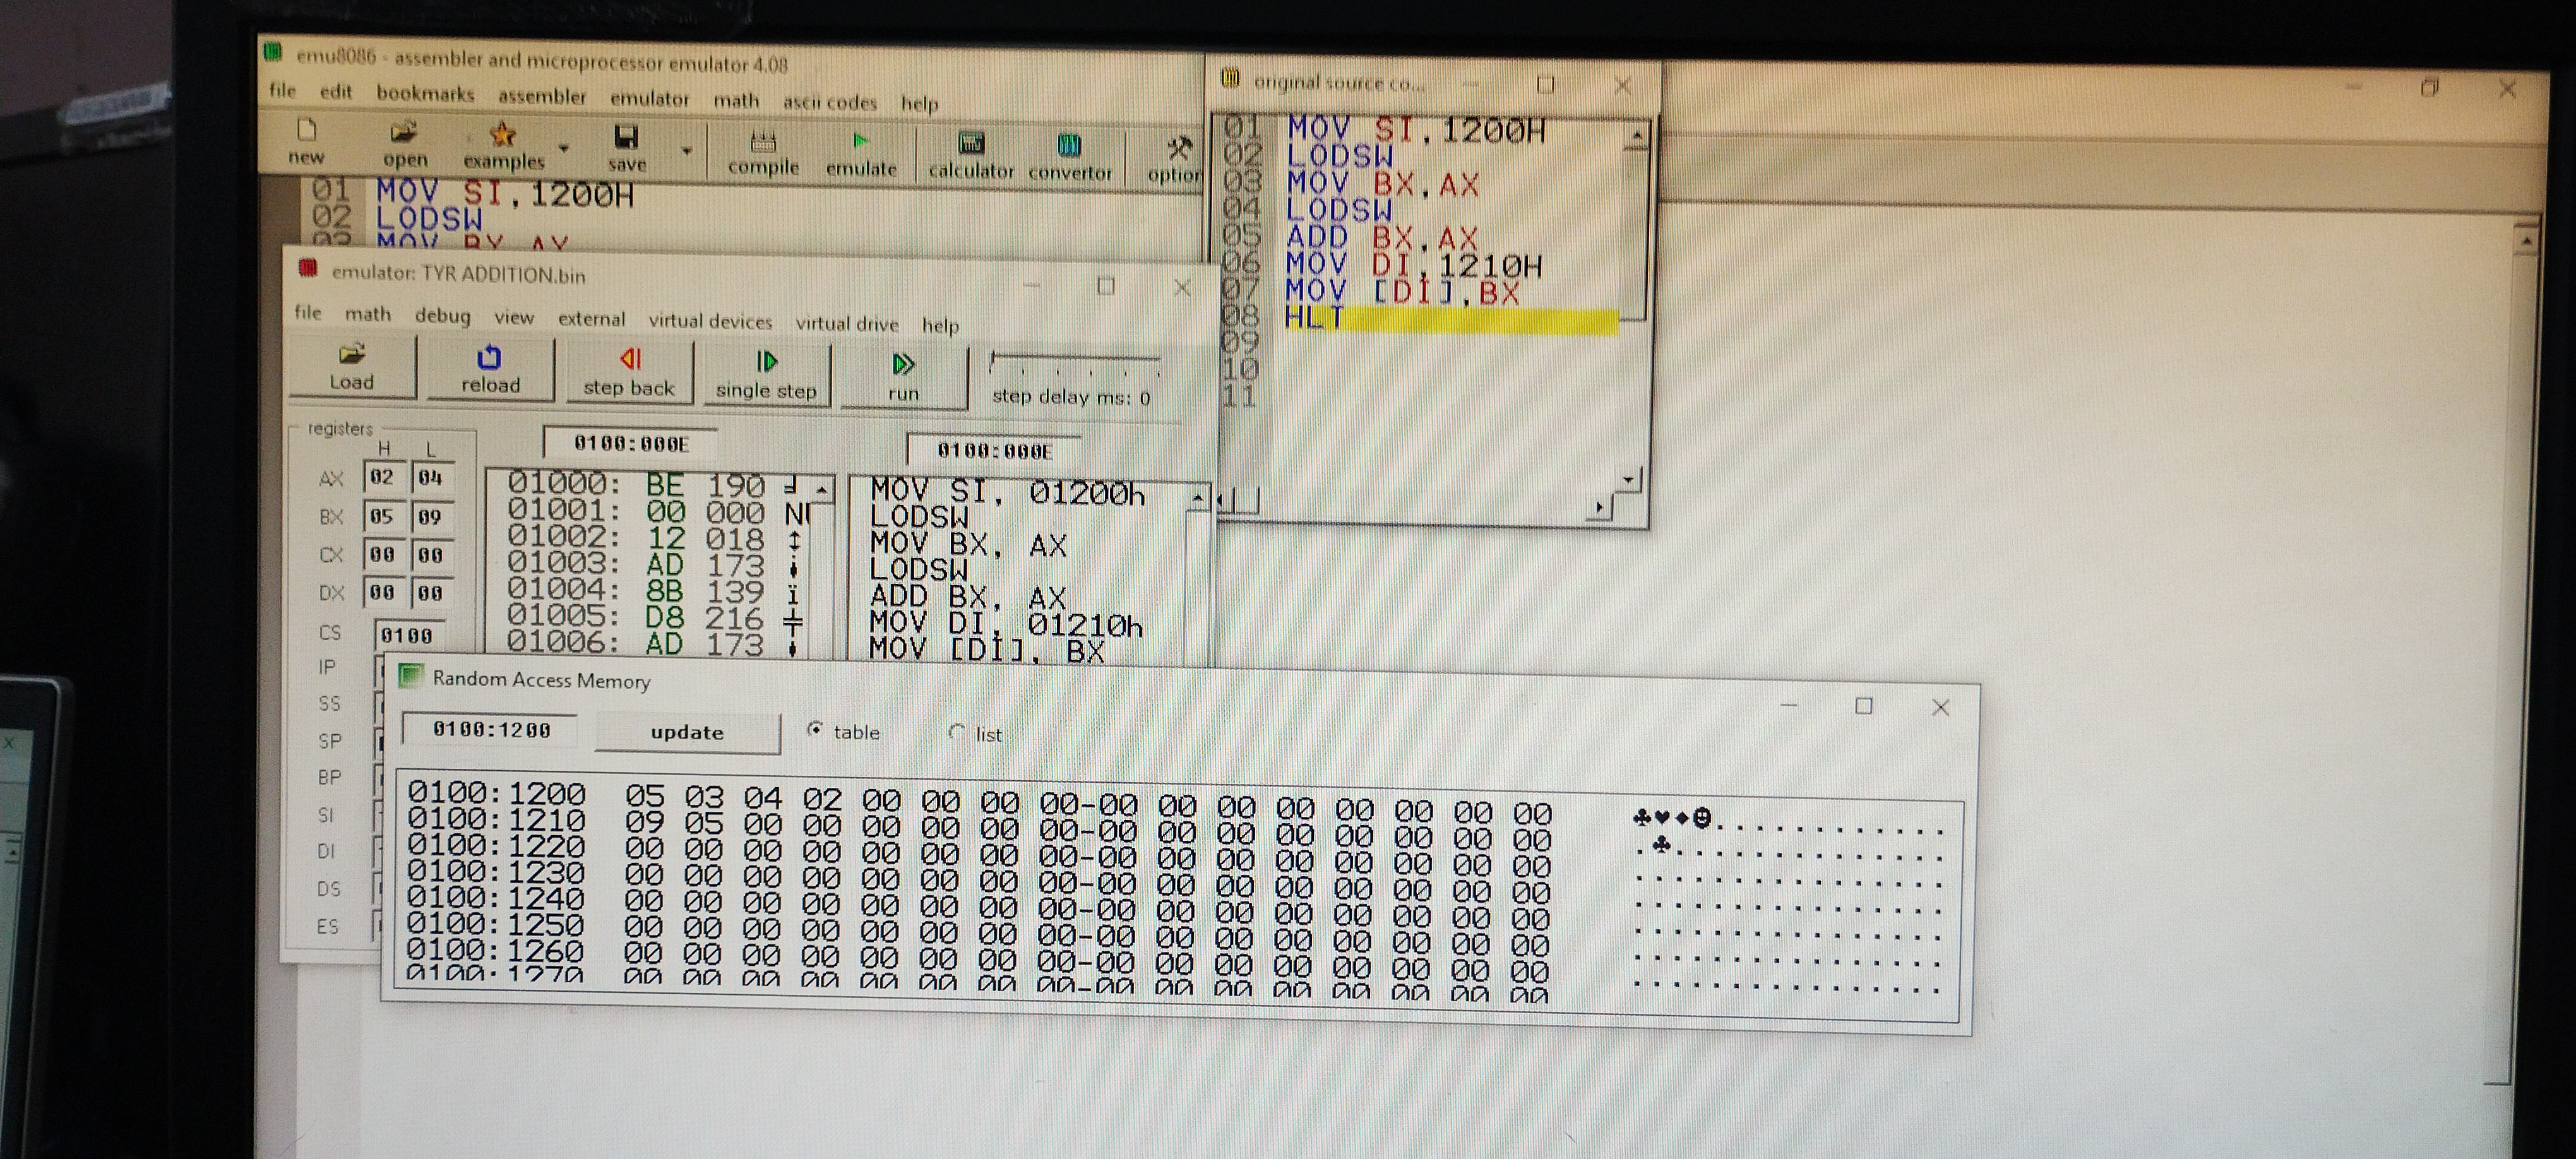 emu8086 - assembler and microprocessor emulator 4.08
file edit bookmarks assembler emulator math ascii codes help
new open examples save compile emulate calculator convertor option
01 MOV SI,1200H
02 LODSW
03 MOV BX,AX
original source co...
01 MOV SI,1200H
02 LODSW
03 MOV BX,AX
04 LODSW
05 ADD BX,AX
06 MOV DI,1210H
07 MOV [DI],BX
08 HLT
09
10
11
emulator: TYR ADDITION.bin
file math debug view external virtual devices virtual drive help
Load reload step back single step run step delay ms: 0
registers
H L
AX 02 04
BX 05 09
CX 00 00
DX 00 00
CS 0100
IP
SS
SP
BP
SI
DI
DS
ES
0100:000E
01000: BE 190
01001: 00 000 NU
01002: 12 018 ↕
01003: AD 173 ¡
01004: 8B 139 ï
01005: D8 216 ╪
01006: AD 173 ¡
0100:000E
MOV SI, 01200h
LODSW
MOV BX, AX
LODSW
ADD BX, AX
MOV DI, 01210h
MOV [DI], BX
Random Access Memory
0100:1200 update table list
0100:1200 05 03 04 02 00 00 00 00-00 00 00 00 00 00 00 00 ♣♥♦☻............
0100:1210 09 05 00 00 00 00 00 00-00 00 00 00 00 00 00 00 .♣..............
0100:1220 00 00 00 00 00 00 00 00-00 00 00 00 00 00 00 00 ................
0100:1230 00 00 00 00 00 00 00 00-00 00 00 00 00 00 00 00 ................
0100:1240 00 00 00 00 00 00 00 00-00 00 00 00 00 00 00 00 ................
0100:1250 00 00 00 00 00 00 00 00-00 00 00 00 00 00 00 00 ................
0100:1260 00 00 00 00 00 00 00 00-00 00 00 00 00 00 00 00 ................
0100:1270 00 00 00 00 00 00 00 00-00 00 00 00 00 00 00 00